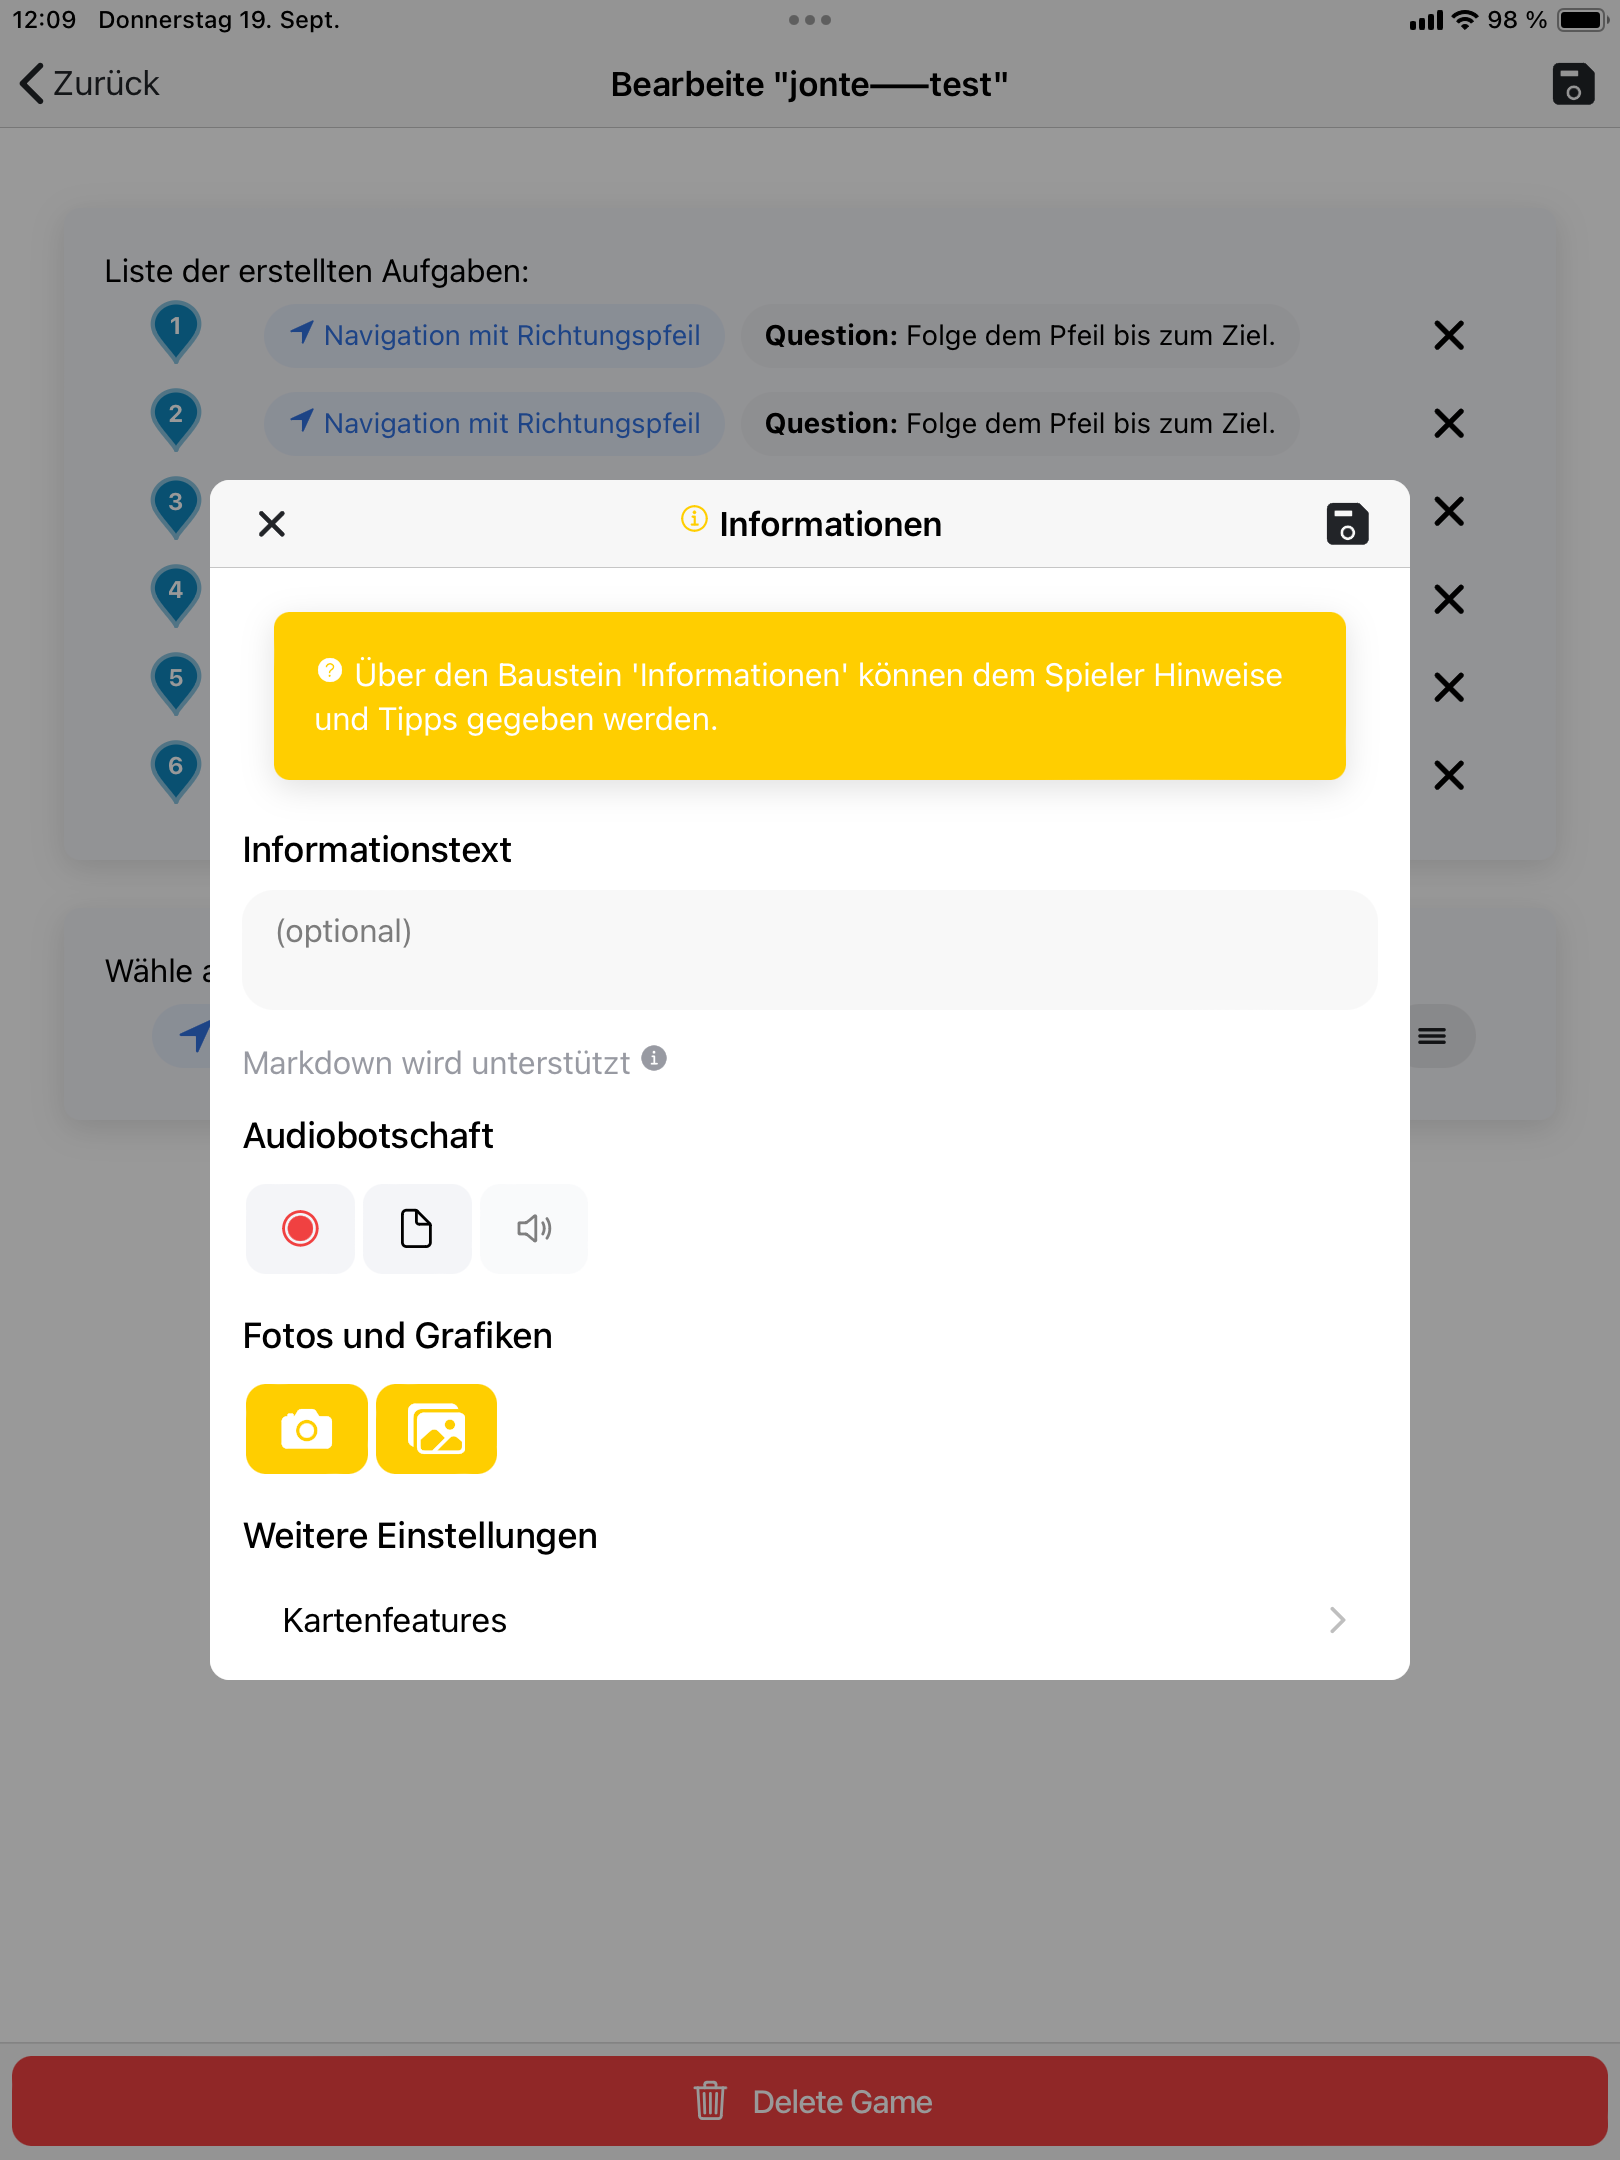 12:09 Donnerstag 19. Sept.
98 %
Zurück
Bearbeite "jonte——test"
Liste der erstellten Aufgaben:
1 Navigation mit Richtungspfeil Question: Folge dem Pfeil bis zum Ziel.
2 Navigation mit Richtungspfeil Question: Folge dem Pfeil bis zum Ziel.
3
4
5
6
Informationen
Über den Baustein 'Informationen' können dem Spieler Hinweise
und Tipps gegeben werden.
Informationstext
(optional)
Wähle
Markdown wird unterstützt
Audiobotschaft
Fotos und Grafiken
Weitere Einstellungen
Kartenfeatures
Delete Game